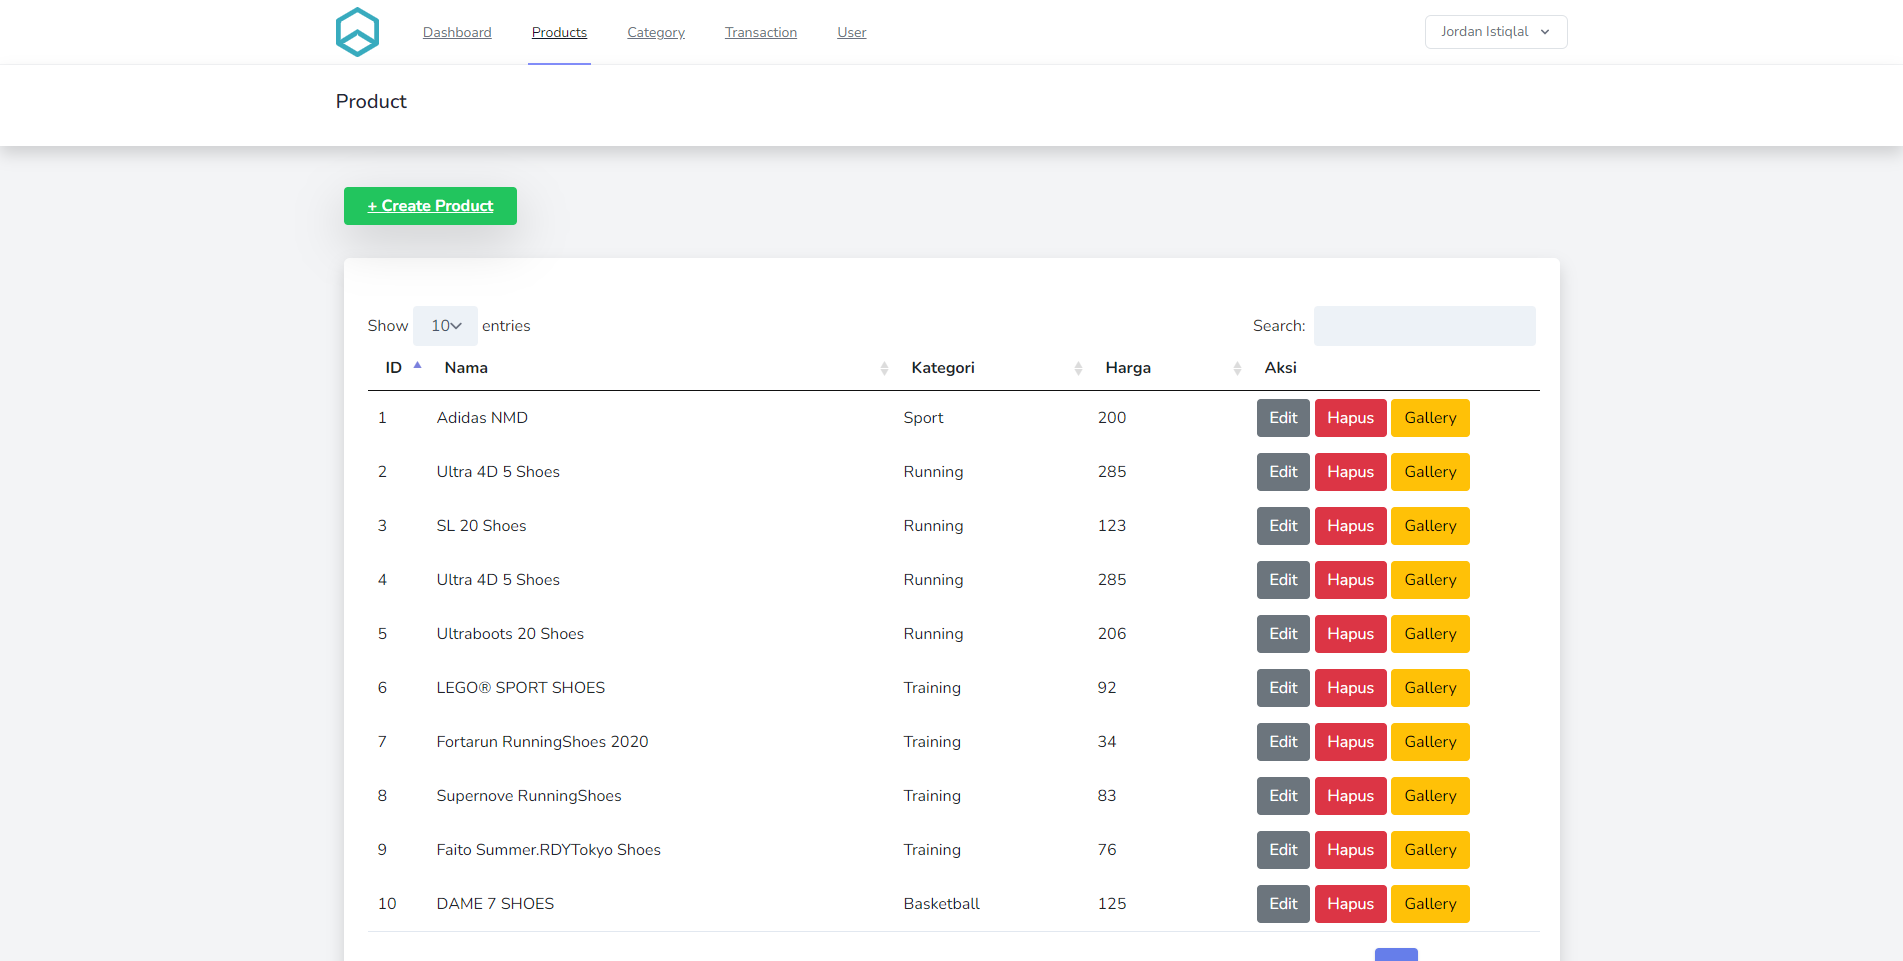 Dashboard Products Category Transaction User Jordan Istiqlal
Product
+ Create Product
Show 10 entries Search:
ID Nama Kategori Harga Aksi
1 Adidas NMD Sport 200 Edit Hapus Gallery
2 Ultra 4D 5 Shoes Running 285 Edit Hapus Gallery
3 SL 20 Shoes Running 123 Edit Hapus Gallery
4 Ultra 4D 5 Shoes Running 285 Edit Hapus Gallery
5 Ultraboots 20 Shoes Running 206 Edit Hapus Gallery
6 LEGO® SPORT SHOES Training 92 Edit Hapus Gallery
7 Fortarun RunningShoes 2020 Training 34 Edit Hapus Gallery
8 Supernove RunningShoes Training 83 Edit Hapus Gallery
9 Faito Summer.RDYTokyo Shoes Training 76 Edit Hapus Gallery
10 DAME 7 SHOES Basketball 125 Edit Hapus Gallery